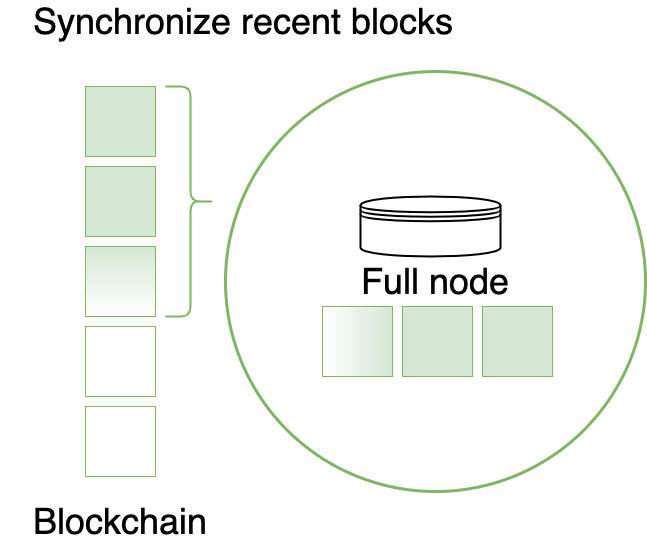 Synchronize recent blocks
Full node
Blockchain